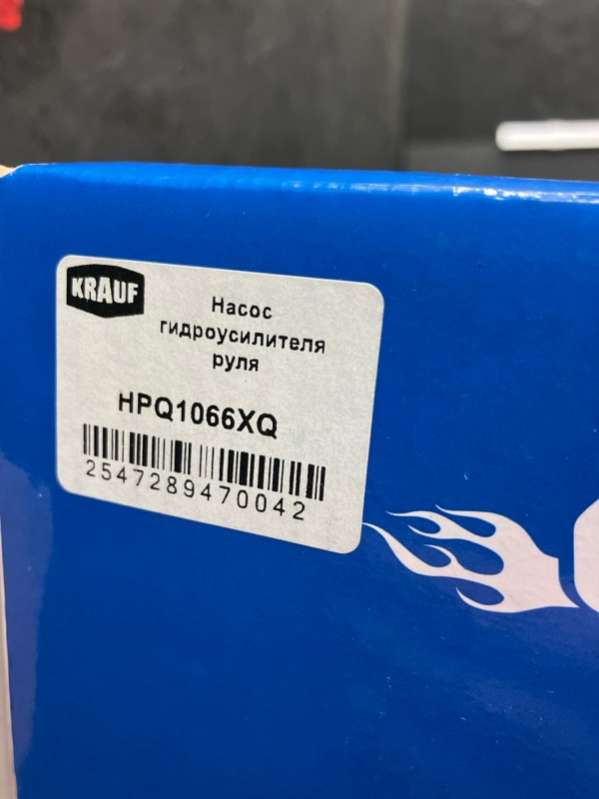 KRAUF
Насос
гидроусилителя
руля
HPQ1066XQ
2547289470042